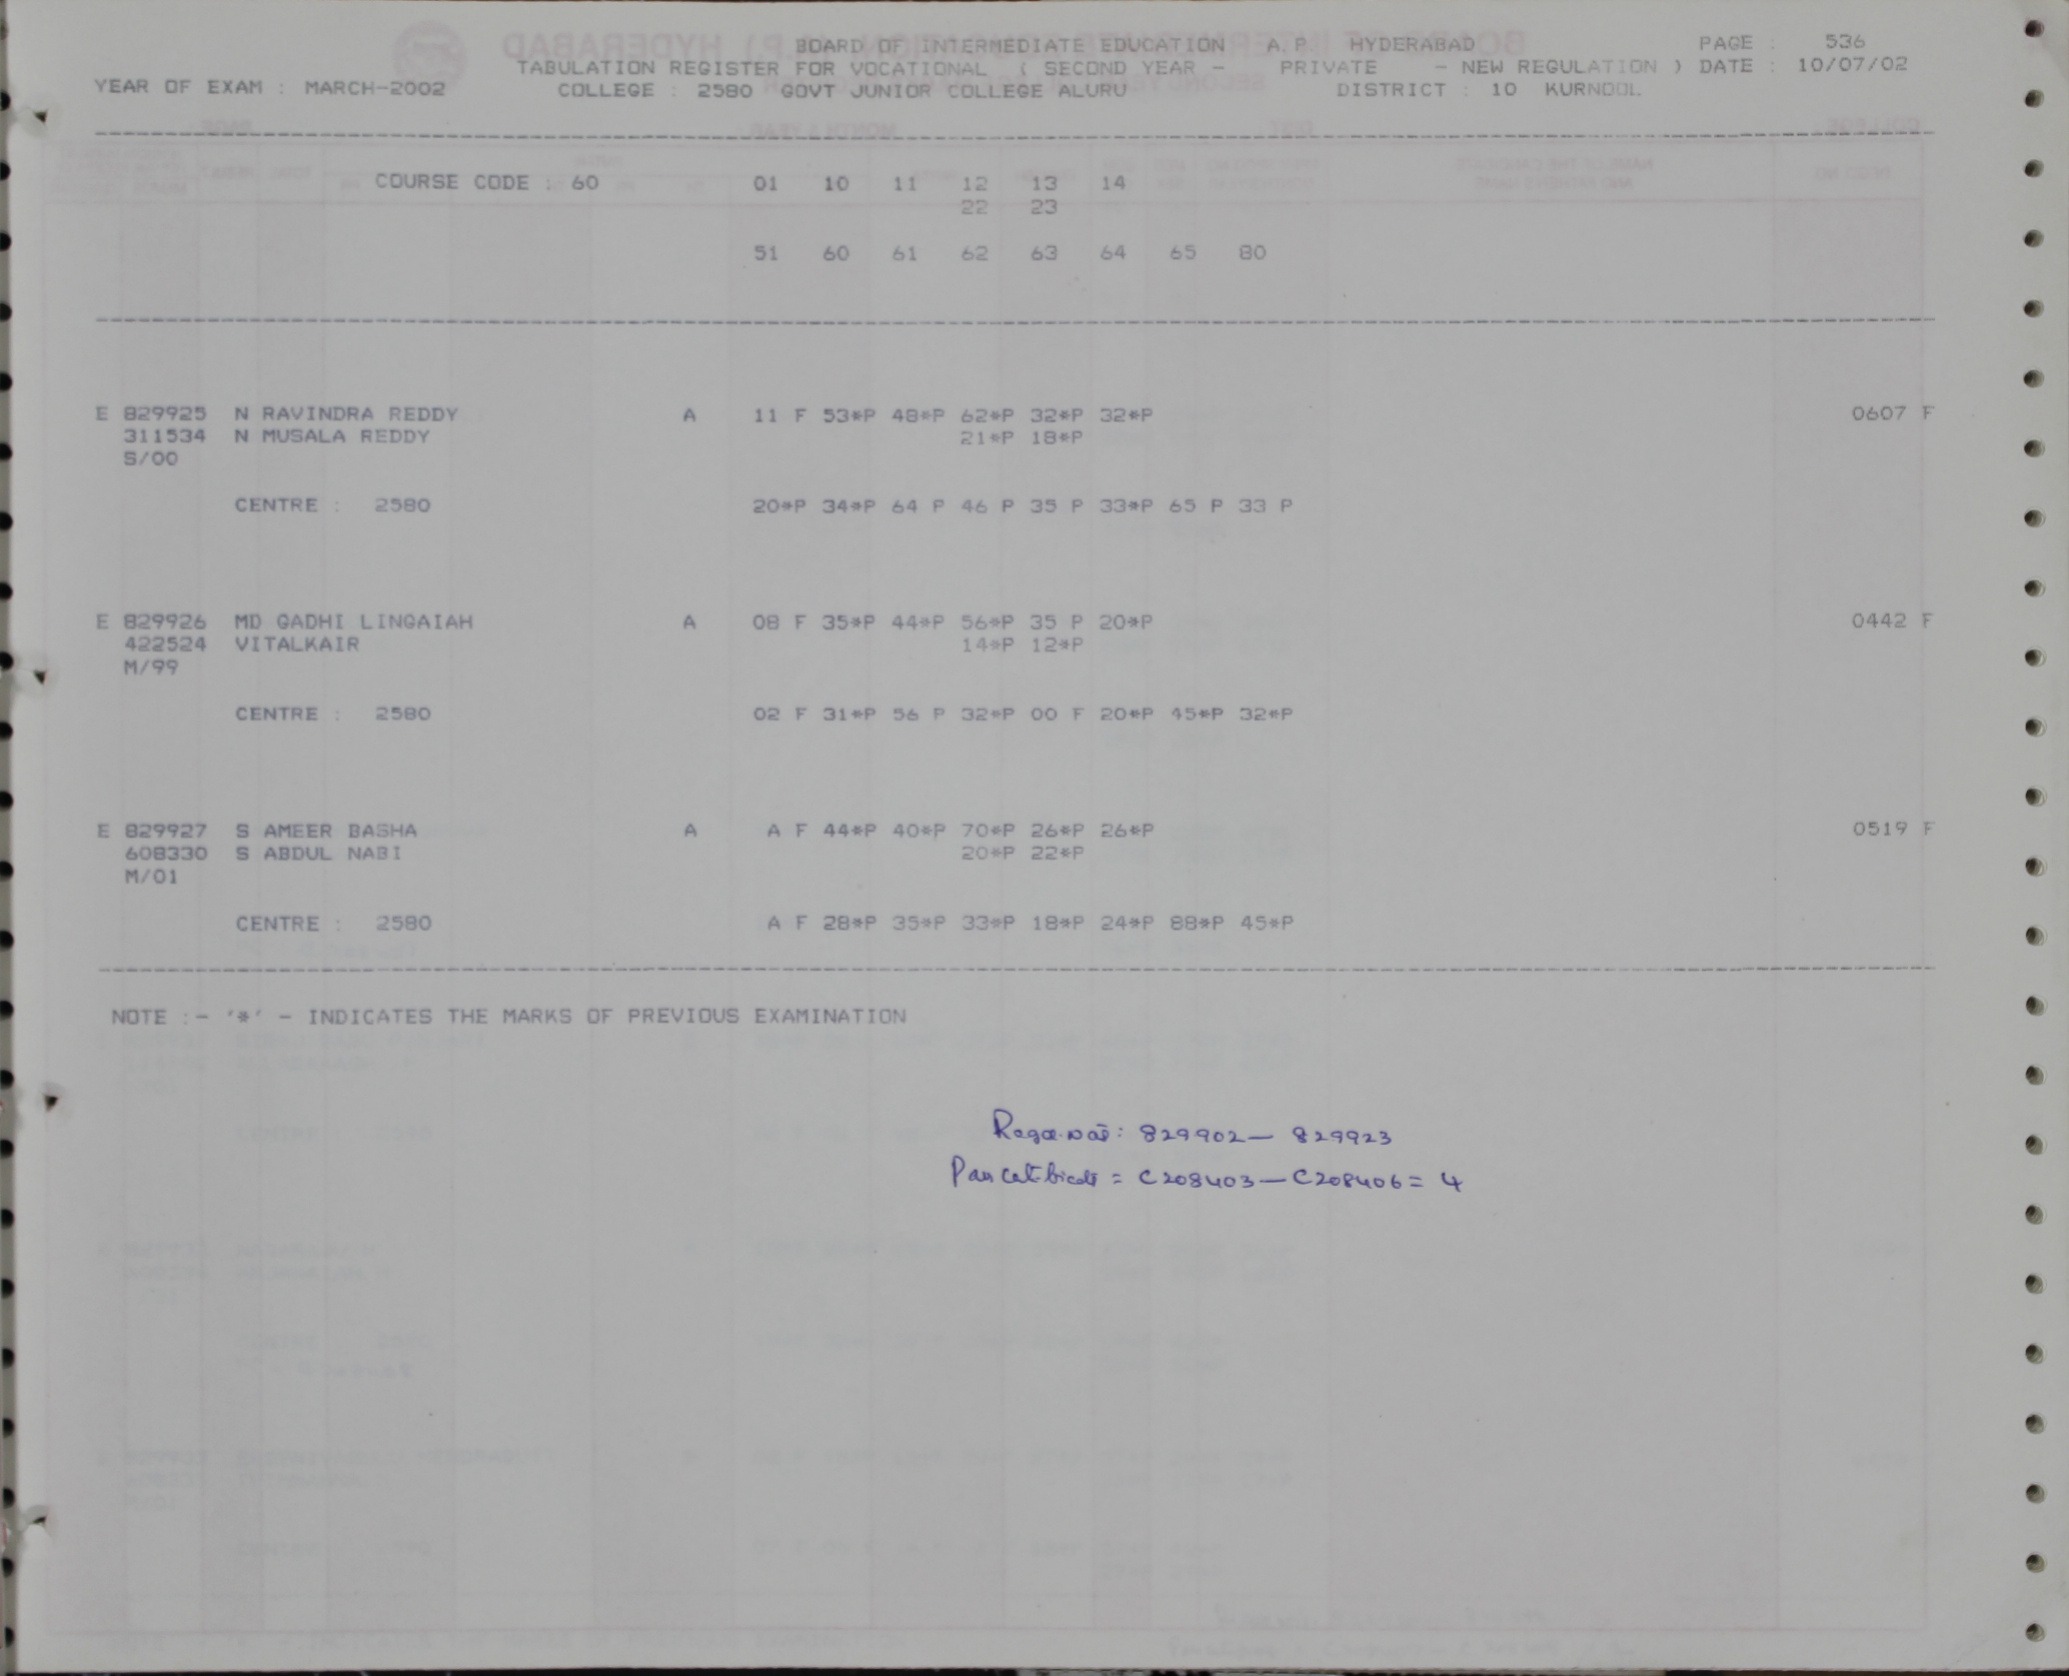 BOARD OF INTERMEDIATE EDUCATION A.P. HYDERABAD PAGE : 536
TABULATION REGISTER FOR VOCATIONAL ( SECOND YEAR - PRIVATE - NEW REGULATION ) DATE : 10/07/02
YEAR OF EXAM : MARCH-2002 COLLEGE : 2580 GOVT JUNIOR COLLEGE ALURU DISTRICT : 10 KURNOOL
COURSE CODE : 60 01 10 11 12 13 14
22 23
51 60 61 62 63 64 65 80
E 829925 N RAVINDRA REDDY A 11 F 53*P 48*P 62*P 32*P 32*P 0607 F
311534 N MUSALA REDDY 21*P 18*P
S/00
CENTRE : 2580 20*P 34*P 64 P 46 P 35 P 33*P 65 P 33 P
E 829926 MD GADHI LINGAIAH A 08 F 35*P 44*P 56*P 35 P 20*P 0442 F
422524 VITALKAIR 14*P 12*P
M/99
CENTRE : 2580 02 F 31*P 56 P 32*P 00 F 20*P 45*P 32*P
E 829927 S AMEER BASHA A A F 44*P 40*P 70*P 26*P 26*P 0519 F
608330 S ABDUL NABI 20*P 22*P
M/01
CENTRE : 2580 A F 28*P 35*P 33*P 18*P 24*P 88*P 45*P
NOTE :- '*' - INDICATES THE MARKS OF PREVIOUS EXAMINATION
829902 - 829923
= C208403 - C208406 = 4